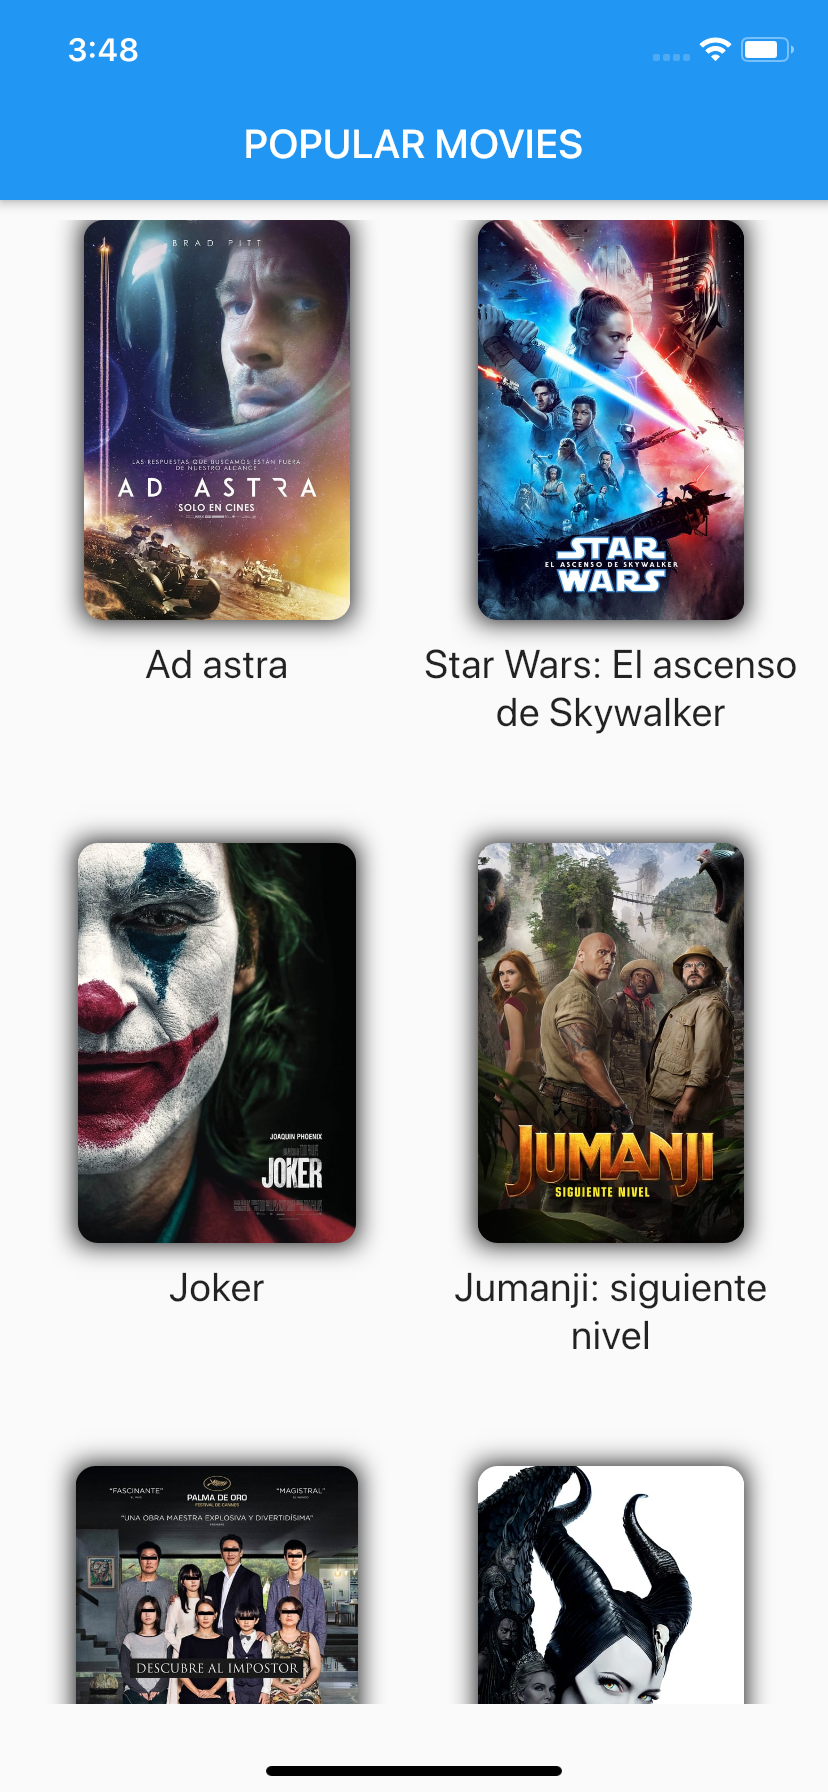 3:48
POPULAR MOVIES
BRAD PITT
LAS RESPUESTAS QUE BUSCAMOS ESTÁN FUERA
DE NUESTRO ALCANCE
AD ASTRA
SOLO EN CINES
STAR
EL ASCENSO DE SKYWALKER
WARS
Ad astra
Star Wars: El ascenso
de Skywalker
JOAQUIN PHOENIX
JOKER
JUMANJI
SIGUIENTE NIVEL
Joker
Jumanji: siguiente
nivel
"FASCINANTE"
PALMA DE ORO
FESTIVAL DE CANNES
"MAGISTRAL"
"UNA OBRA MAESTRA EXPLOSIVA Y DIVERTIDÍSIMA"
DESCUBRE AL IMPOSTOR